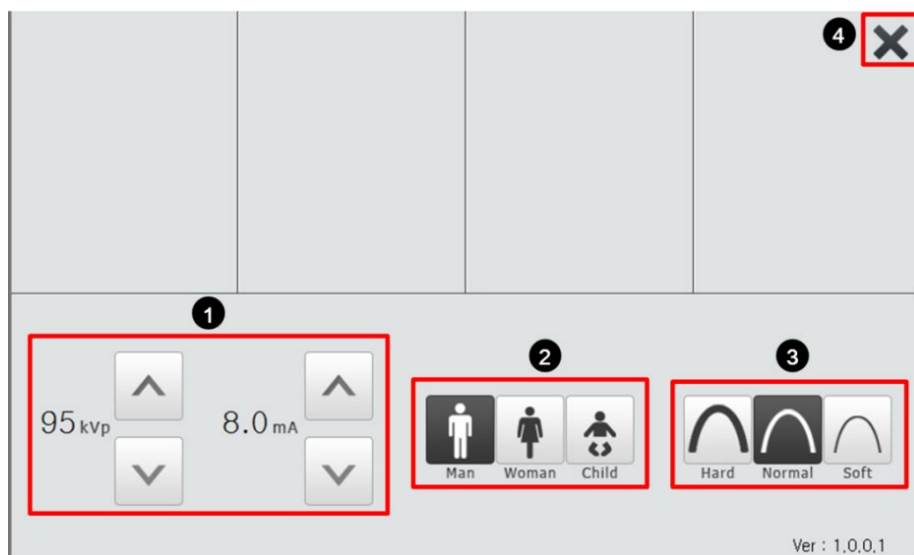 4
1
95 kVp
8.0 mA
2
Man Woman Child
3
Hard Normal Soft
Ver : 1.0.0.1